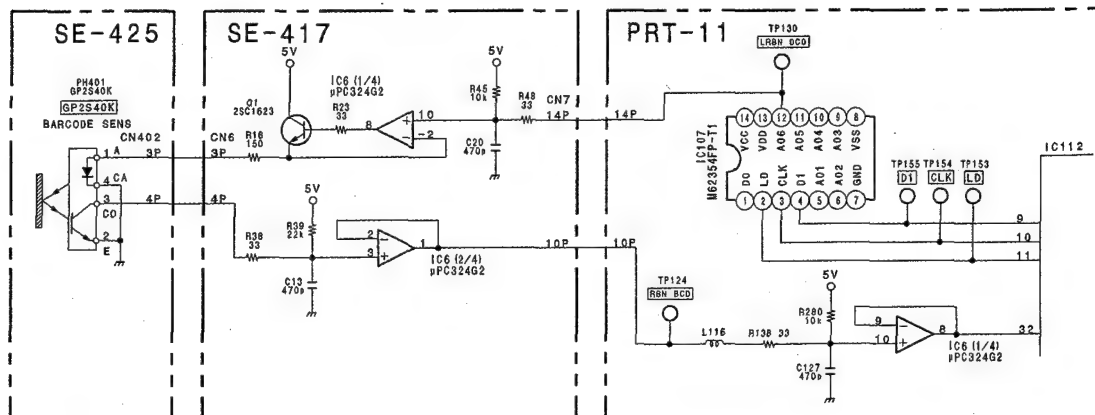 SE-425
SE-417
PRT-11
PH401
GP2S40K
GP2S40K
BARCODE SENS
CN402
1 A
3P
4 CA
3
CO
4P
2
E
CN6
3P
R16
150
4P
5V
Q1
2SC1623
R23
33
IC6 (1/4)
µPC324G2
8
+
10
-
-2
5V
R45
10k
R48
33
CN7
14P
14P
C20
470p
R38
33
5V
R39
22k
C13
470p
2
-
3
+
1
IC6 (2/4)
µPC324G2
10P
10P
TP130
LRBN DCO
14 13 12 11 10 9 8
VCC VDD AO6 AO5 AO4 AO3 VSS
IC107
M62354FP-T1
DO LD CLK D1 AO1 AO2 GND
1 2 3 4 5 6 7
TP155
D1
TP154
CLK
TP153
LD
IC112
9
10
11
TP124
RBN BCD
L116
R138 33
5V
R280
10k
C127
470p
9
-
10
+
8
32
IC6 (1/4)
µPC324G2